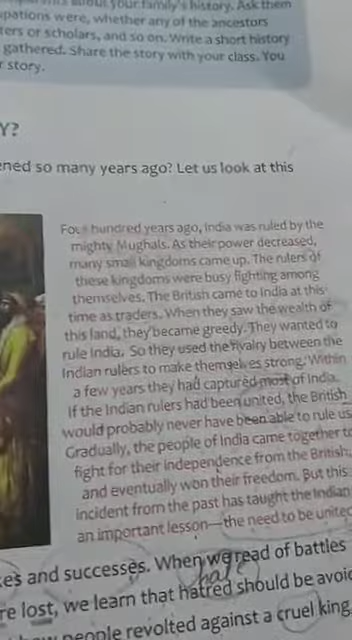 about your family's history. Ask them
pations were, whether any of the ancestors
ters or scholars, and so on. Write a short history
gathered. Share the story with your class. You
r story.
Y?
ened so many years ago? Let us look at this
Four hundred years ago, India was ruled by the
mighty Mughals. As their power decreased,
many small kingdoms came up. The rulers of
these kingdoms were busy fighting among
themselves. The British came to India at this
time as traders. When they saw the wealth of
this land, they became greedy. They wanted to
rule India. So they used the rivalry between the
Indian rulers to make themselves strong. Within
a few years they had captured most of India.
If the Indian rulers had been united, the British
would probably never have been able to rule us.
Gradually, the people of India came together to
fight for their independence from the British,
and eventually won their freedom. But this
incident from the past has taught the Indian
an important lesson—the need to be united
kes and successes. When we read of battles
hate
re lost, we learn that hatred should be avoid
how people revolted against a cruel king,